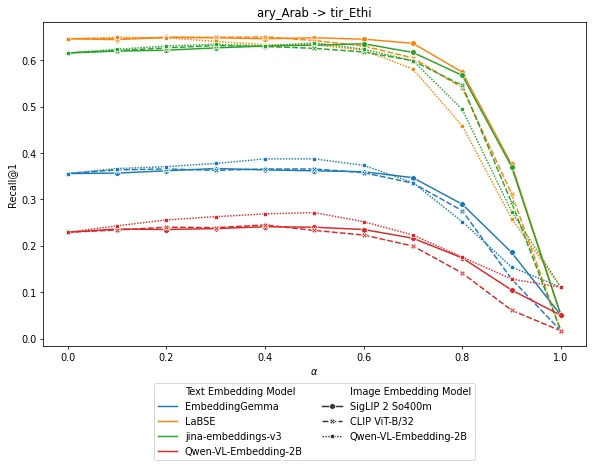 ary_Arab -> tir_Ethi
Recall@1
0.6
0.5
0.4
0.3
0.2
0.1
0.0
0.0 0.2 0.4 0.6 0.8 1.0
α
Text Embedding Model Image Embedding Model
EmbeddingGemma SigLIP 2 So400m
LaBSE CLIP ViT-B/32
jina-embeddings-v3 Qwen-VL-Embedding-2B
Qwen-VL-Embedding-2B